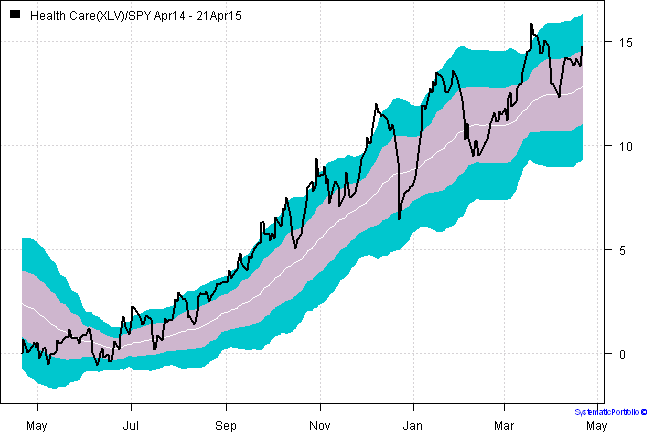 Health Care(XLV)/SPY Apr14 - 21Apr15
15
10
5
0
May Jul Sep Nov Jan Mar May
SystematicPortfolio ©